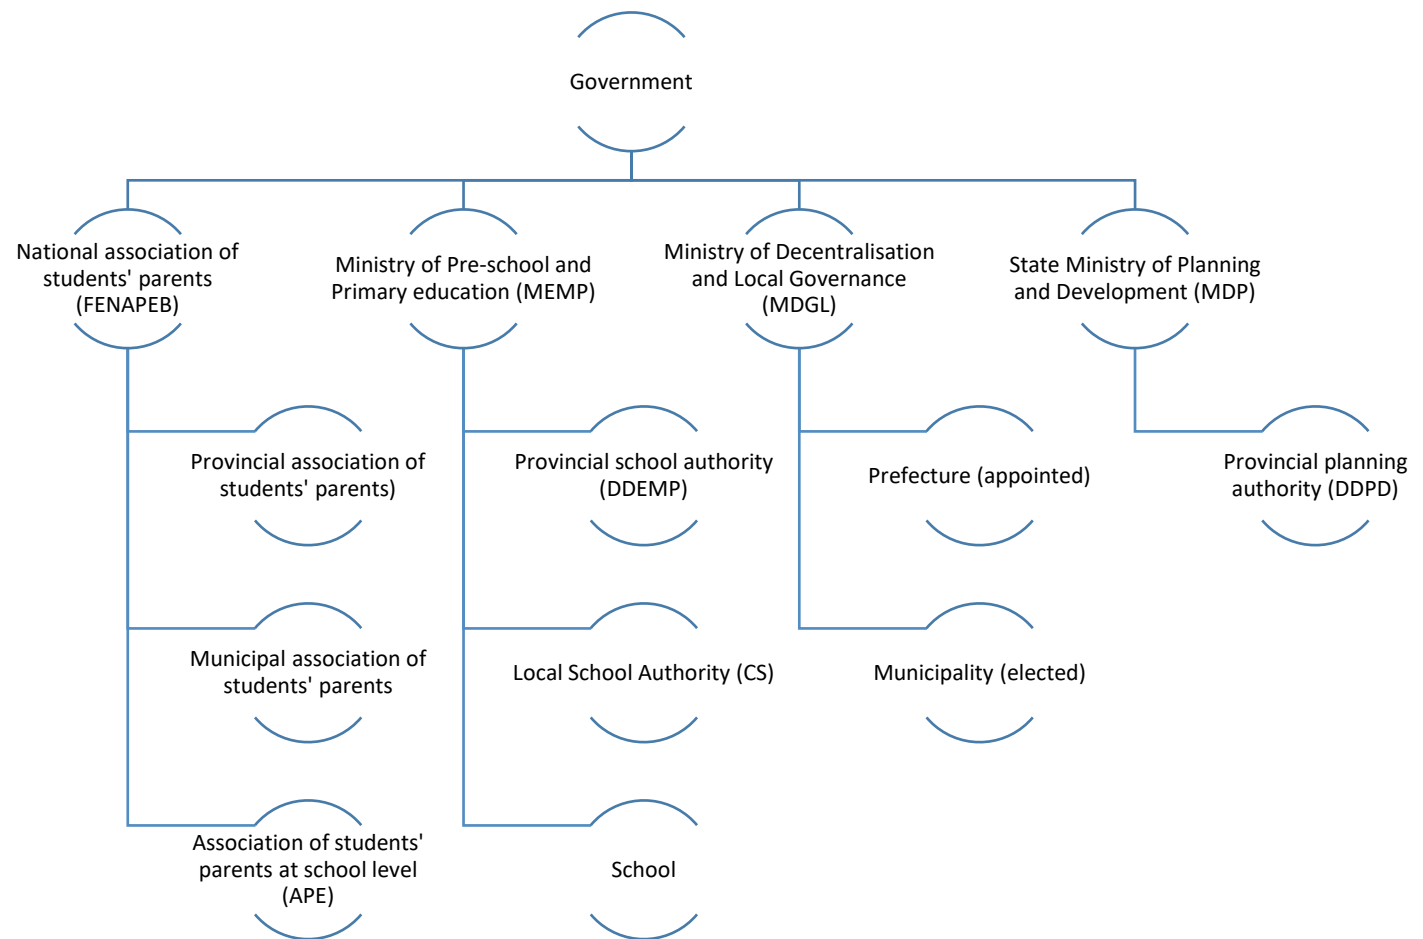 Government
National association of
students' parents
(FENAPEB)
Ministry of Pre-school and
Primary education (MEMP)
Ministry of Decentralisation
and Local Governance
(MDGL)
State Ministry of Planning
and Development (MDP)
Provincial association of
students' parents)
Provincial school authority
(DDEMP)
Prefecture (appointed)
Provincial planning
authority (DDPD)
Municipal association of
students' parents
Local School Authority (CS)
Municipality (elected)
Association of students'
parents at school level
(APE)
School